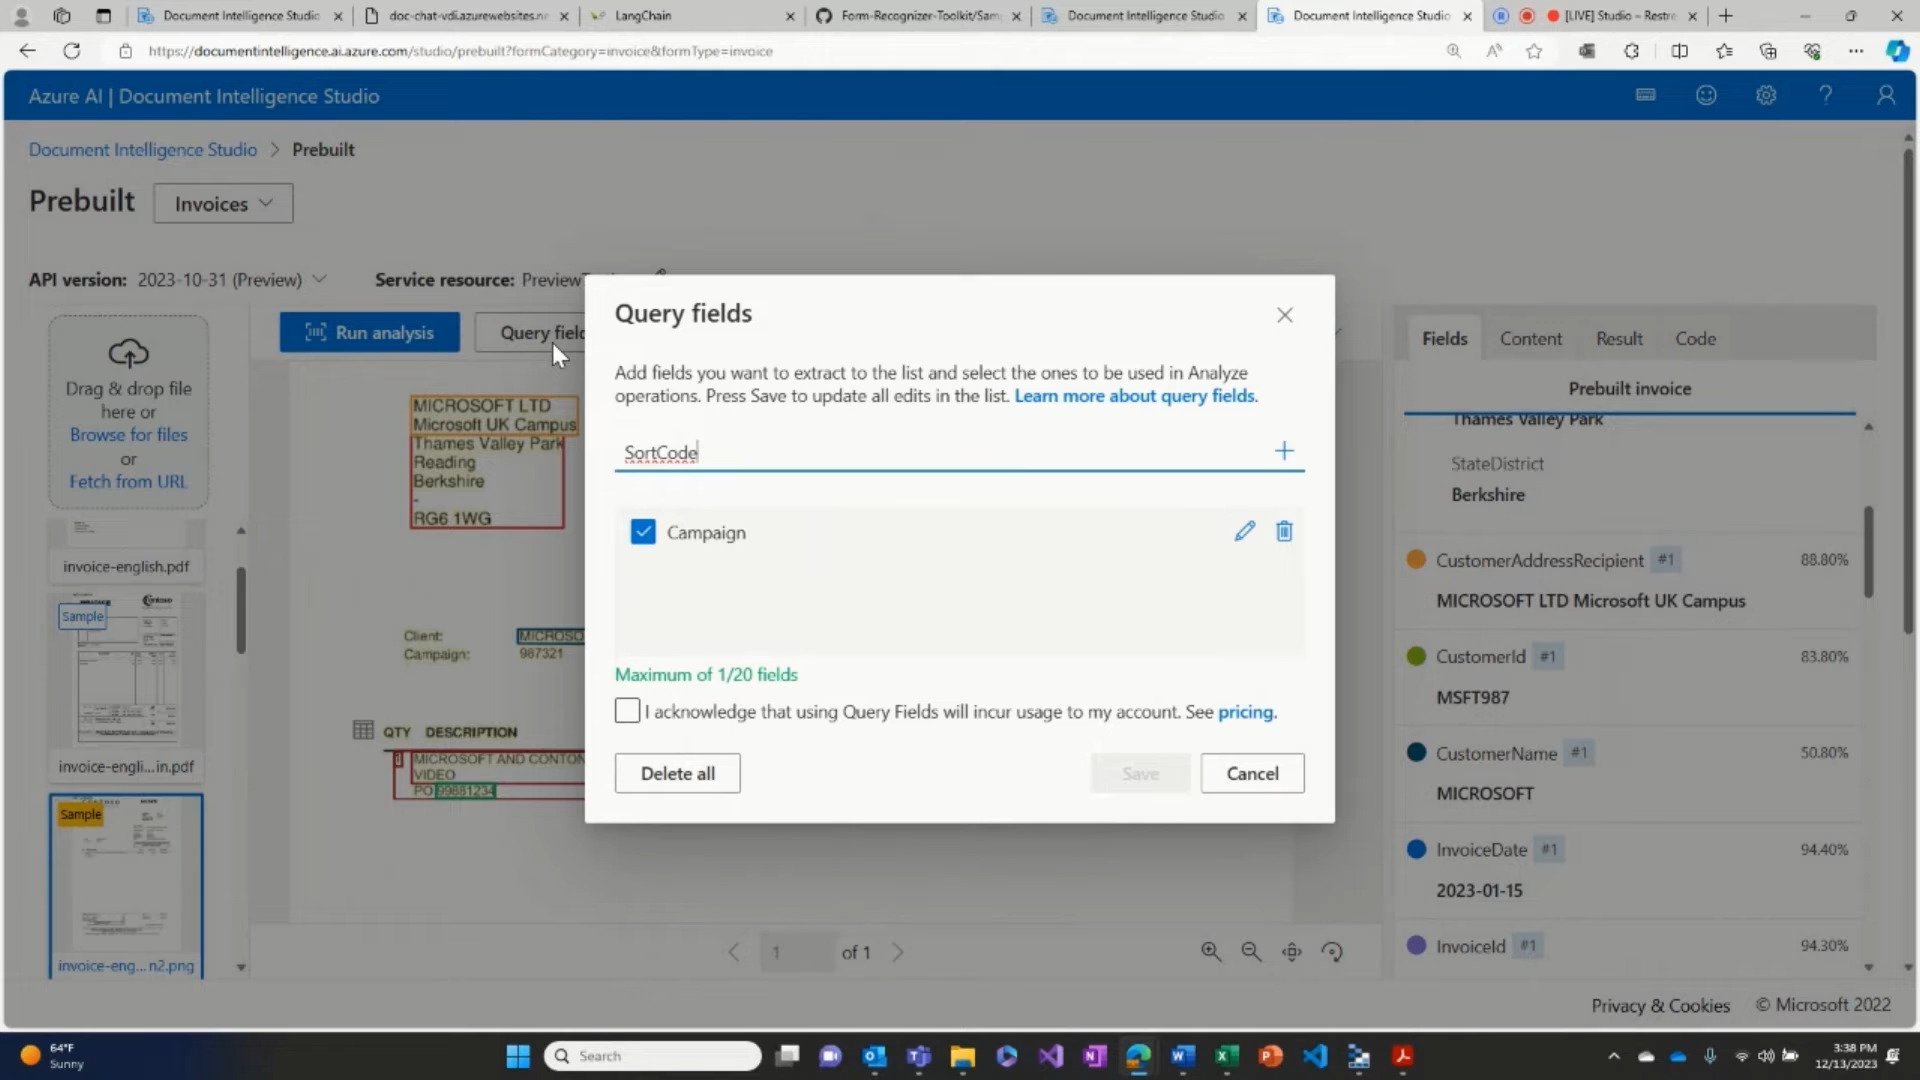 Document Intelligence Studio
doc-chat-vdi.azurewebsites.ne
LangChain
Form-Recognizer-Toolkit/Sam
Document Intelligence Studio
Document Intelligence Studio
[LIVE] Studio – Restre
https://documentintelligence.ai.azure.com/studio/prebuilt?formCategory=invoice&formType=invoice
Azure AI | Document Intelligence Studio
Document Intelligence Studio > Prebuilt
Prebuilt Invoices
API version: 2023-10-31 (Preview) Service resource: Preview
Drag & drop file
here or
Browse for files
or
Fetch from URL
invoice-english.pdf
Sample
Contoso
invoice-engli...in.pdf
Sample
invoice-eng...n2.png
Run analysis
MICROSOFT LTD
Microsoft UK Campus
Thames Valley Park
Reading
Berkshire
-
RG6 1WG
Client: MICROSO
Campaign: 987321
QTY DESCRIPTION
1 MICROSOFT AND CONTON
VIDEO
PO 99881234
1 of 1
Query fields
Add fields you want to extract to the list and select the ones to be used in Analyze
operations. Press Save to update all edits in the list. Learn more about query fields.
SortCode
Campaign
Maximum of 1/20 fields
I acknowledge that using Query Fields will incur usage to my account. See pricing.
Delete all Save Cancel
Fields Content Result Code
Prebuilt invoice
Thames Valley Park
StateDistrict
Berkshire
CustomerAddressRecipient #1 88.80%
MICROSOFT LTD Microsoft UK Campus
CustomerId #1 83.80%
MSFT987
CustomerName #1 50.80%
MICROSOFT
InvoiceDate #1 94.40%
2023-01-15
InvoiceId #1 94.30%
Privacy & Cookies © Microsoft 2022
64°F
Sunny
Search
3:38 PM
12/13/2023